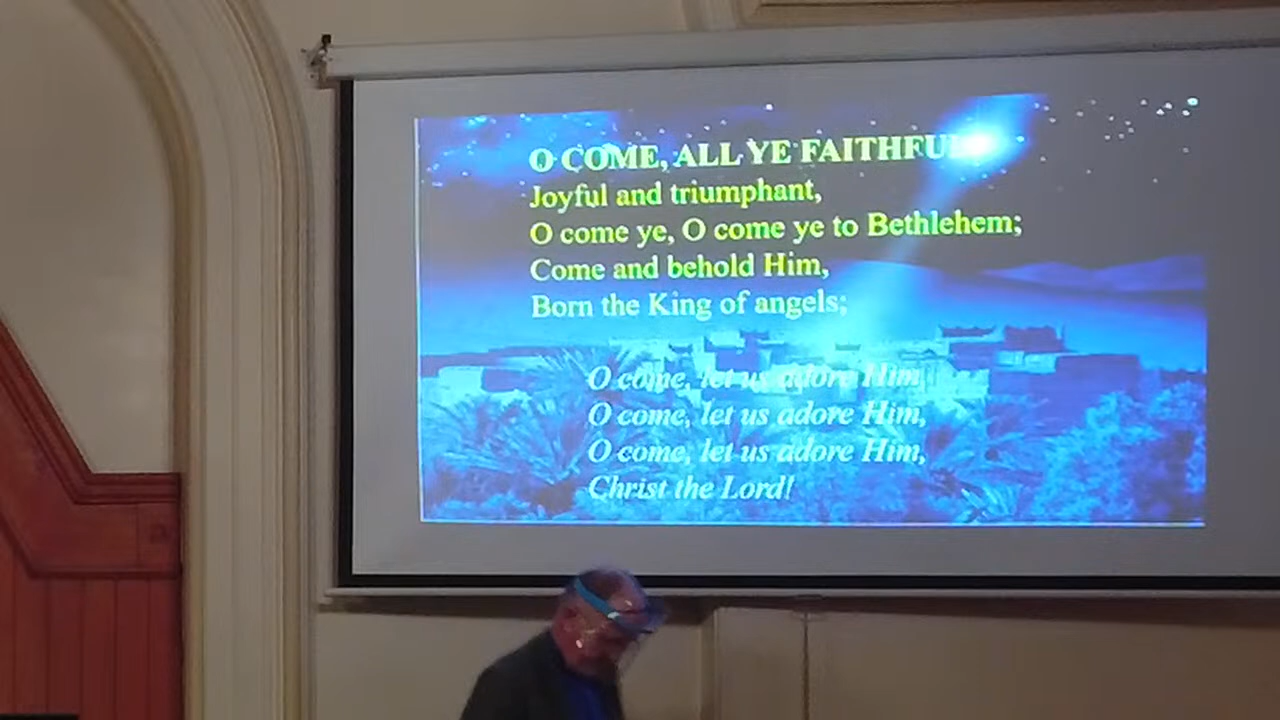 O COME, ALL YE FAITHFUL
Joyful and triumphant,
O come ye, O come ye to Bethlehem;
Come and behold Him,
Born the King of angels;
O come, let us adore Him,
O come, let us adore Him,
O come, let us adore Him,
Christ the Lord!